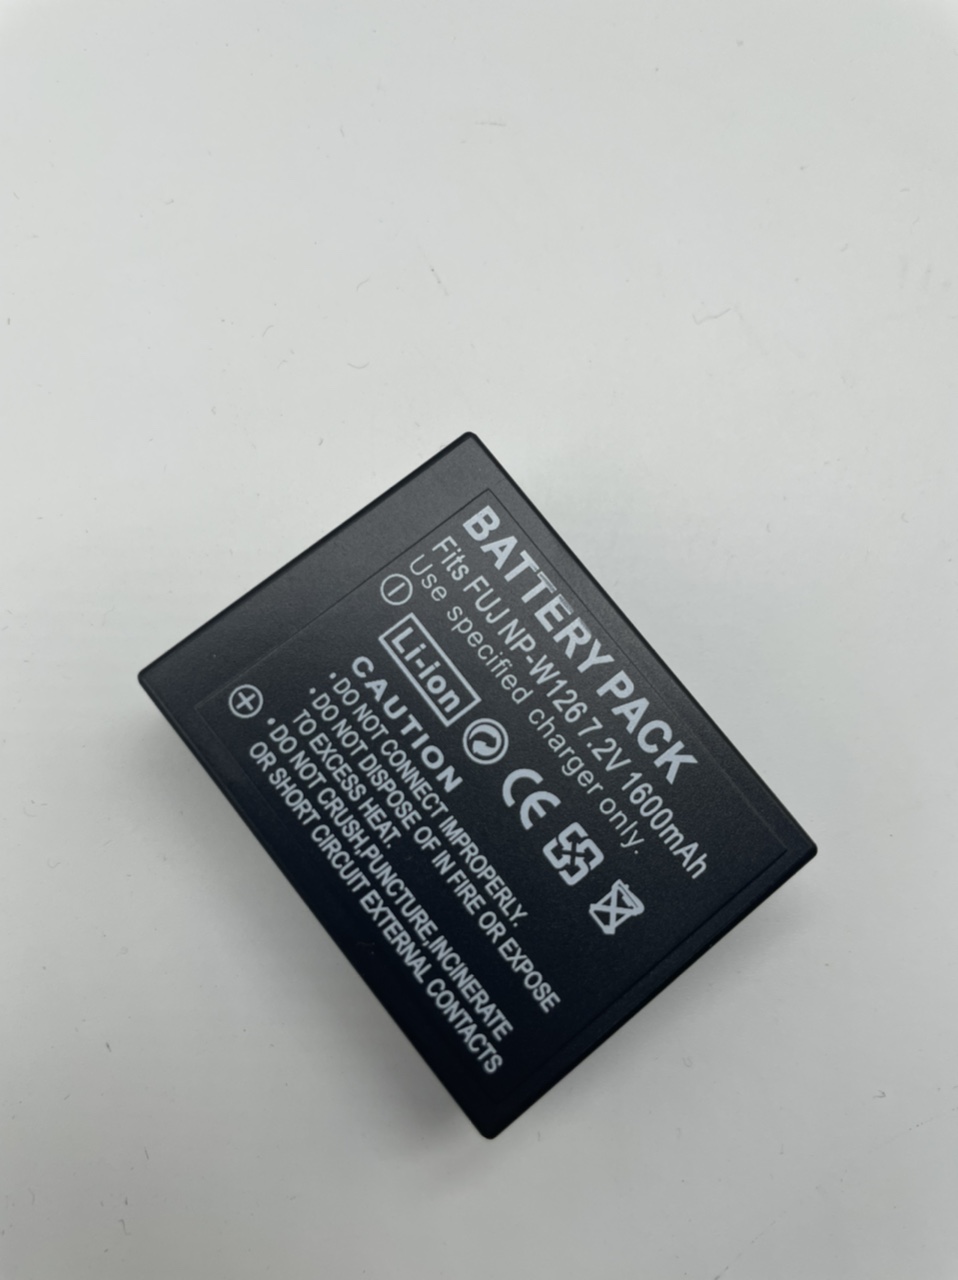 BATTERY PACK
Fits FUJ NP-W126 7.2V 1600mAh
Use specified charger only.
Li-ion
CE
CAUTION
•DO NOT CONNECT IMPROPERLY.
•DO NOT DISPOSE OF IN FIRE OR EXPOSE
TO EXCESS HEAT.
•DO NOT CRUSH,PUNCTURE,INCINERATE
OR SHORT CIRCUIT EXTERNAL CONTACTS